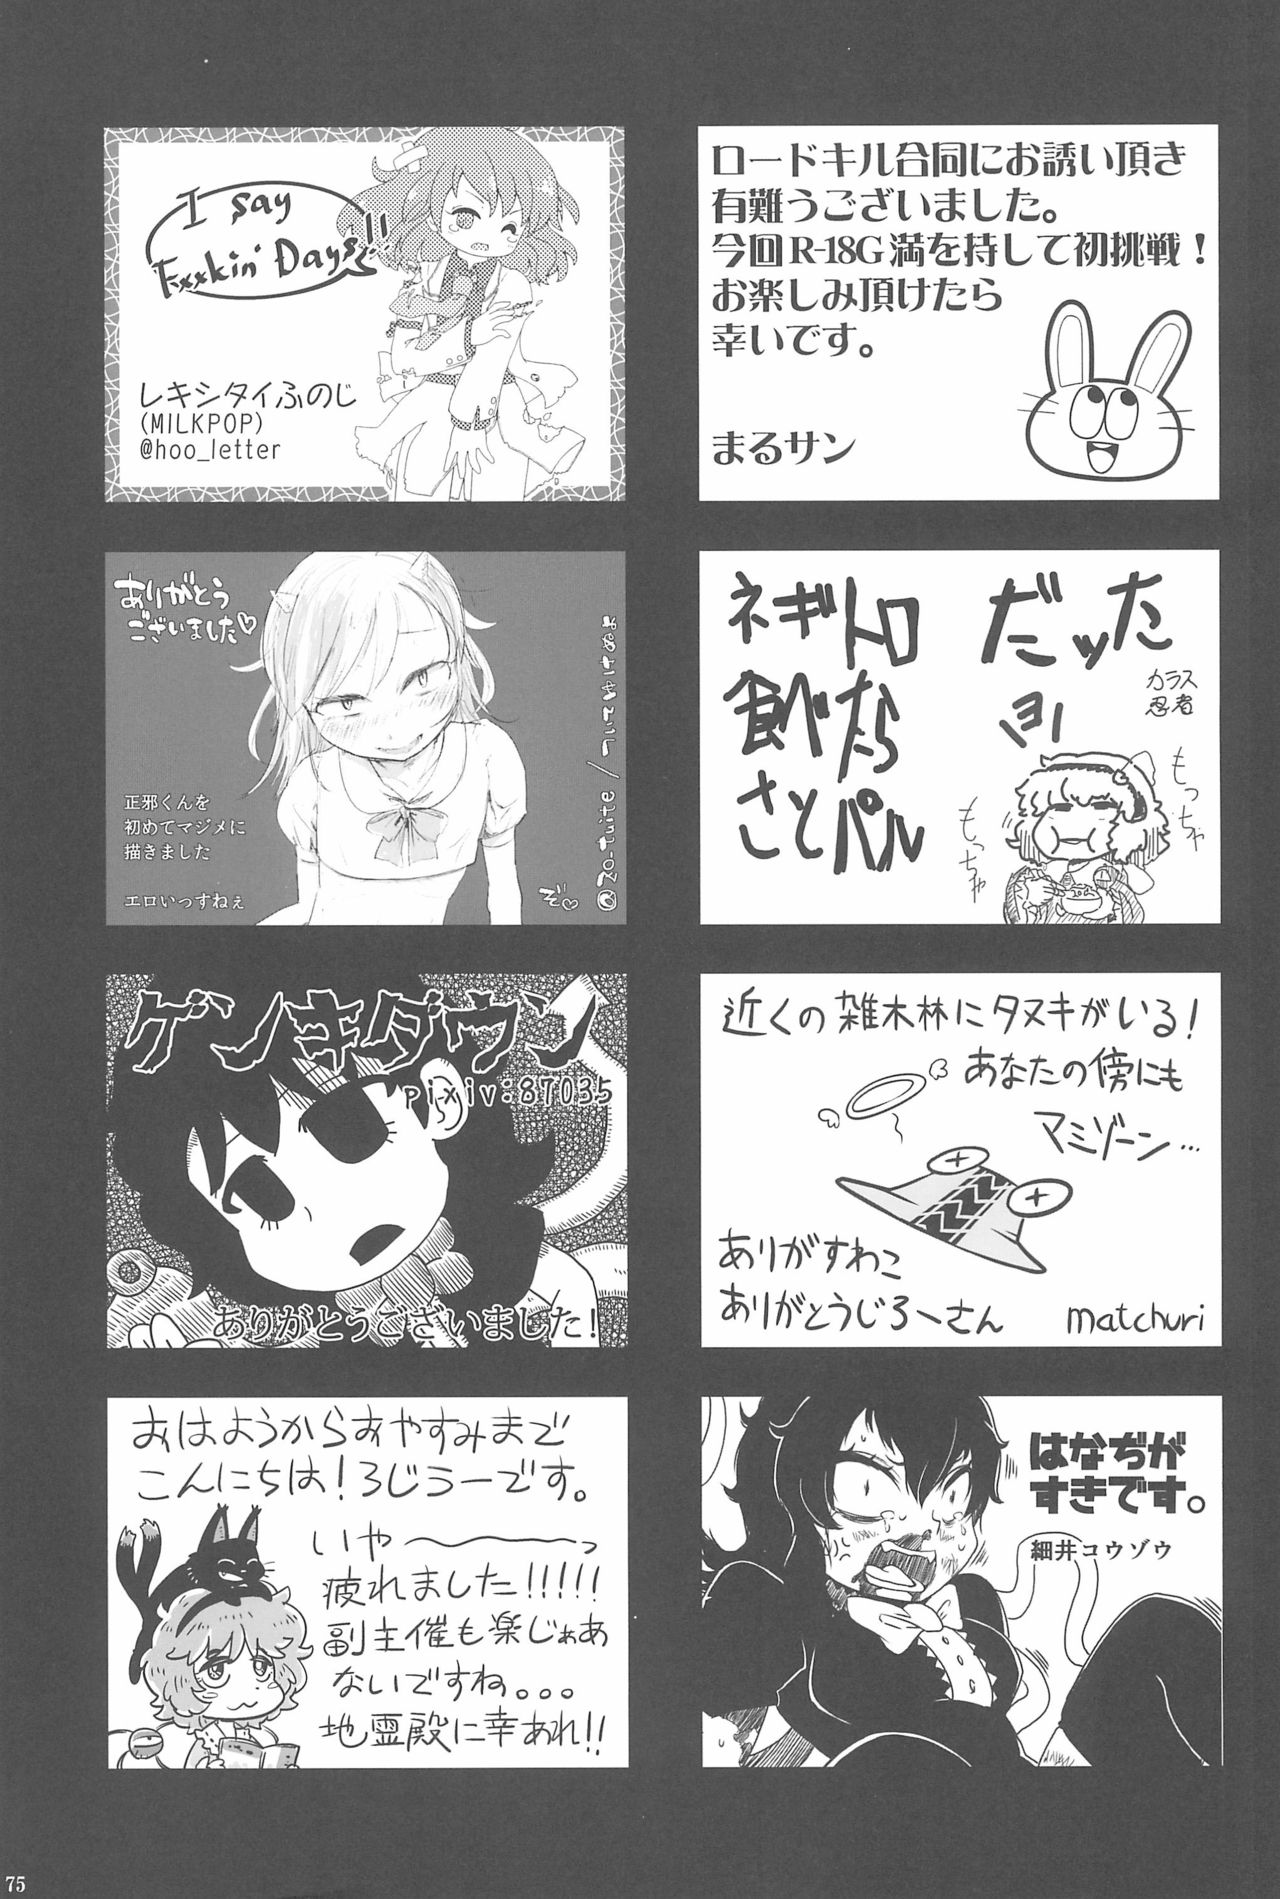 ロードキル合同にお誘い頂き
有難うございました。
今回 R-18G 満を持して初挑戦！
お楽しみ頂けたら
幸いです。
まるサン
I say
Fxxkin' Days!!
レキシタイふのじ
(MILKPOP)
@hoo_letter
ネギトロ
食べたら
さとパル
だッた
ヨ!
カラス
忍者
もっちゃ
もっちゃ
ありがとう
ございました♡
正邪くんを
初めてマジメに
描きました
エロいっすねぇ
ぞ♡
近くの雑木林にタヌキがいる！
あなたの傍にも
マミゾーン…
ありがすわこ
ありがとうじろーさん
matchuri
ゲンキダウン
pixiv:87035
ありがとうございました！
はなぢが
すきです。
細井コウゾウ
おはようからおやすみまで
こんにちは！ろじうーです。
いや〜っ
疲れました!!!!!
副主催も楽じぁあ
ないですね。。。
地霊殿に幸あれ!!
75